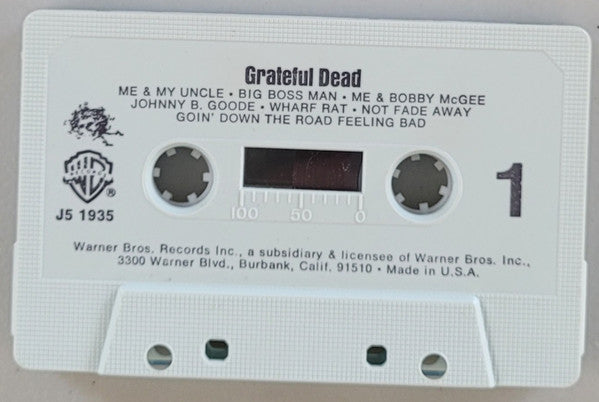 Grateful Dead
ME & MY UNCLE • BIG BOSS MAN • ME & BOBBY McGEE
JOHNNY B. GOODE • WHARF RAT • NOT FADE AWAY
GOIN' DOWN THE ROAD FEELING BAD
WB®
J5 1935
1
100 50 0
Warner Bros. Records Inc., a subsidiary & licensee of Warner Bros. Inc.,
3300 Warner Blvd., Burbank, Calif. 91510 • Made in U.S.A.